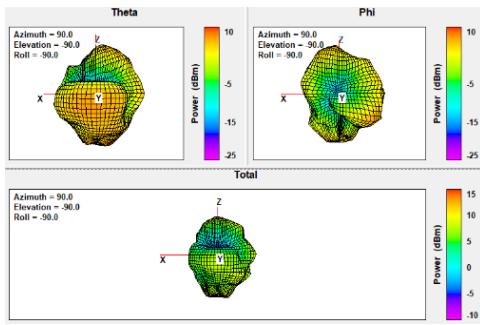 Theta
Azimuth = 90.0
Elevation = -90.0
Roll = -90.0
Z
X
Y
10
-5
-15
-25
Power (dBm)
Phi
Azimuth = 90.0
Elevation = -90.0
Roll = -90.0
Z
X
Y
10
-5
-15
-25
Power (dBm)
Total
Azimuth = 90.0
Elevation = -90.0
Roll = -90.0
Z
X
Y
15
10
5
0
-5
-10
Power (dBm)